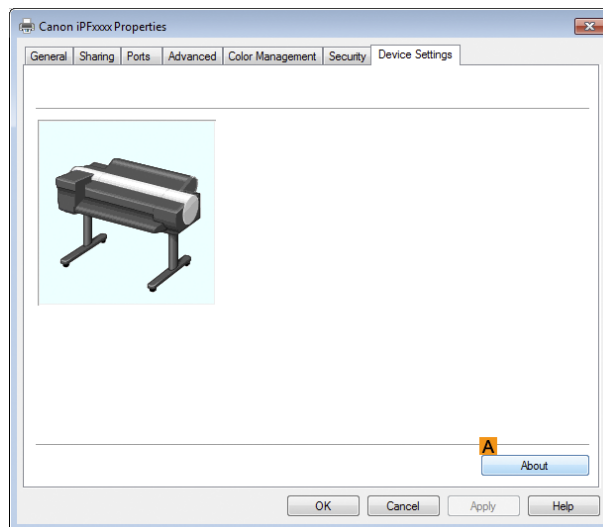 Canon iPFxxxx Properties
General Sharing Ports Advanced Color Management Security Device Settings
A
About
OK Cancel Apply Help